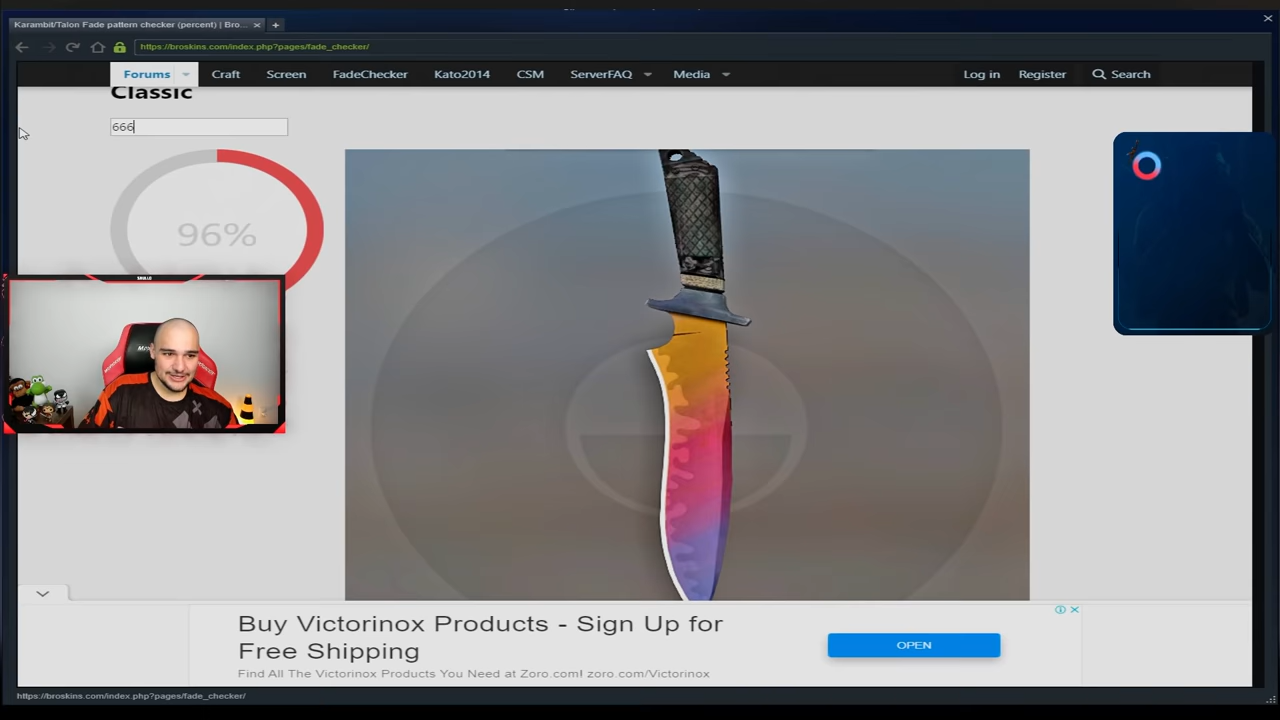 Karambit/Talon Fade pattern checker (percent) | Bro...
https://broskins.com/index.php?pages/fade_checker/
Forums Craft Screen FadeChecker Kato2014 CSM ServerFAQ Media Log in Register Search
Classic
666
96%
Buy Victorinox Products - Sign Up for
Free Shipping
OPEN
Find All The Victorinox Products You Need at Zoro.com! zoro.com/Victorinox
https://broskins.com/index.php?pages/fade_checker/